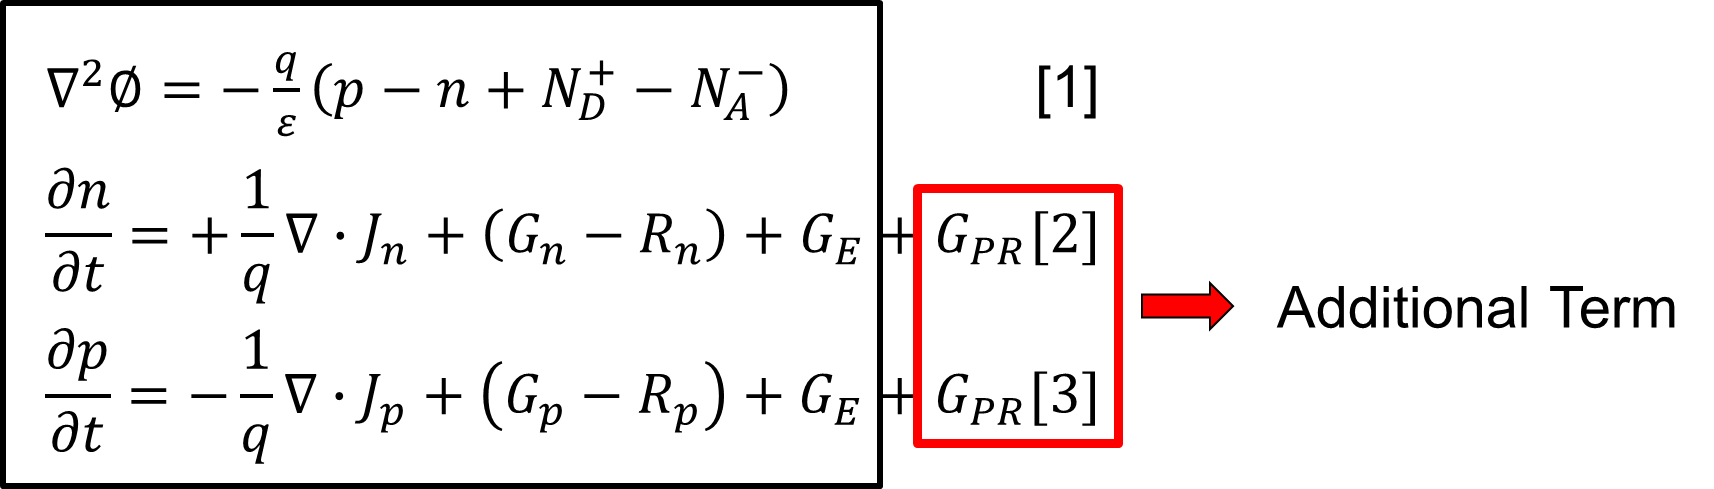 ∇²∅ = −q/ε (p − n + N_D^+ − N_A^−) [1]
∂n/∂t = +1/q ∇ · J_n + (G_n − R_n) + G_E + G_PR [2]
Additional Term
∂p/∂t = −1/q ∇ · J_p + (G_p − R_p) + G_E + G_PR [3]